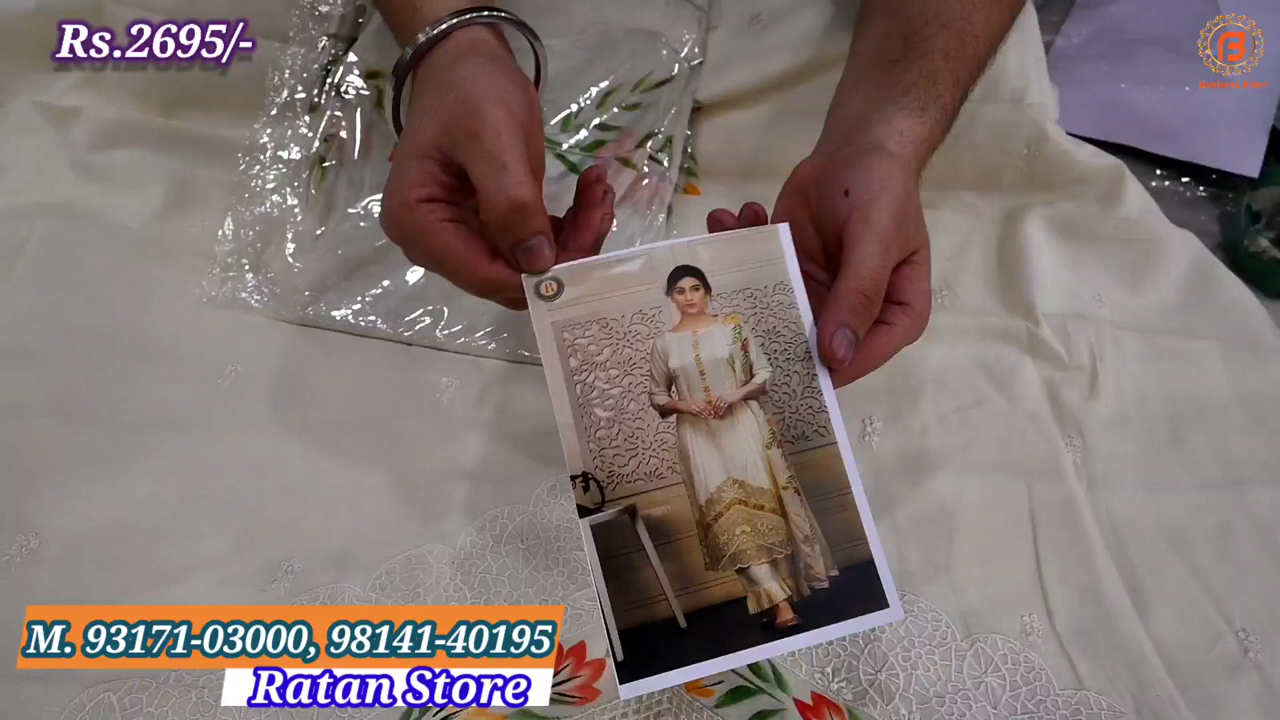 Rs.2695/-
R
M. 93171-03000, 98141-40195
Ratan Store